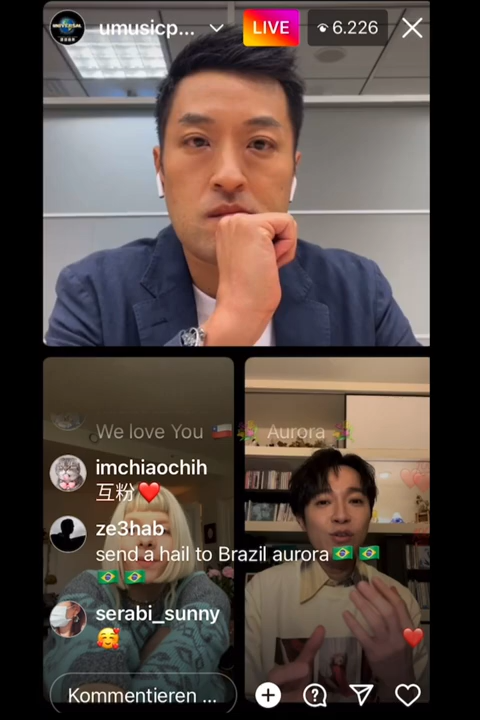 umusicp...
LIVE
6.226
We love You 🇨🇱 💐 Aurora 💐
imchiaochih
互粉❤️
ze3hab
send a hail to Brazil aurora🇧🇷 🇧🇷
🇧🇷 🇧🇷
serabi_sunny
🥰
Kommentieren ...